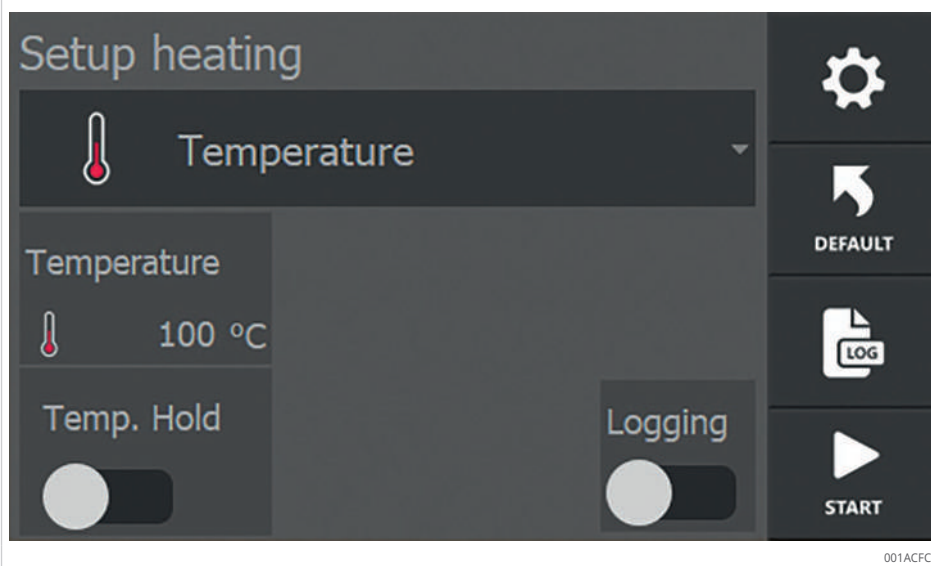 Setup heating
Temperature
Temperature
100 °C
Temp. Hold
Logging
DEFAULT
LOG
START
001ACFC